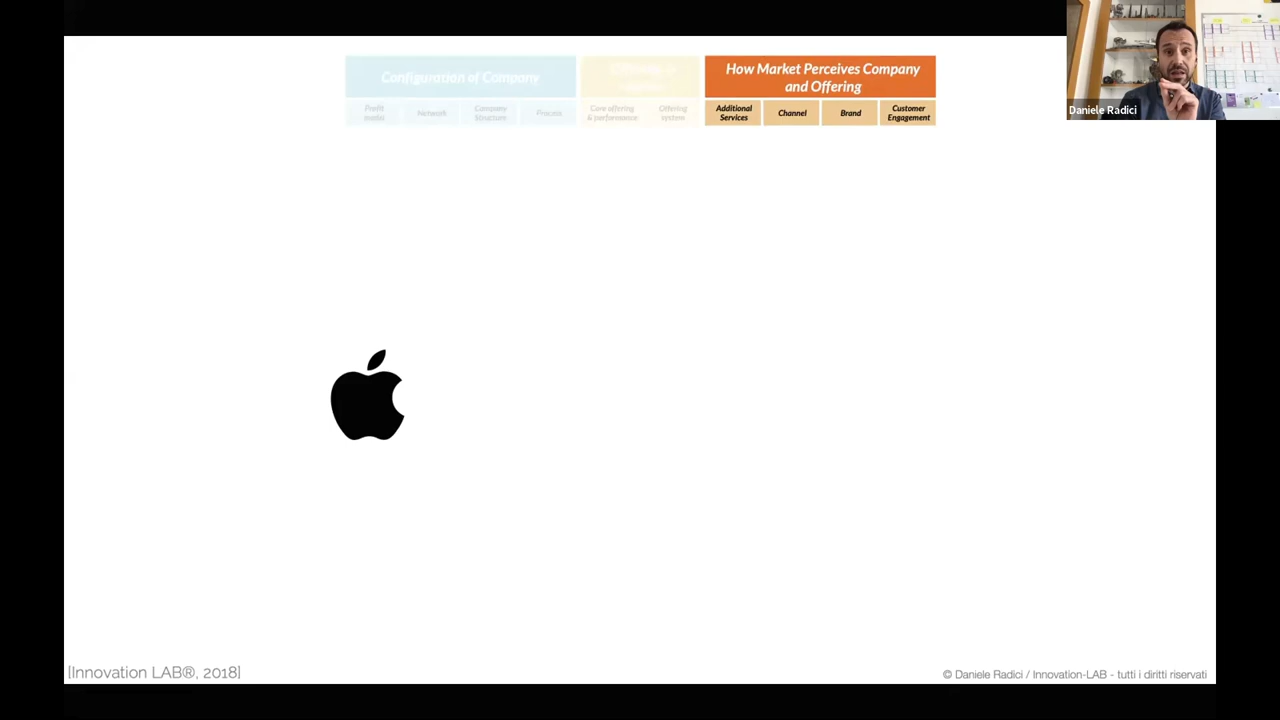 Configuration of Company
How Market Perceives Company
and Offering
Profit
model
Network
Company
Structure
Process
Core offering
& performance
Offering
system
Additional
Services
Channel
Brand
Customer
Engagement
Daniele Radici
[Innovation LAB®, 2018]
© Daniele Radici / Innovation-LAB - tutti i diritti riservati